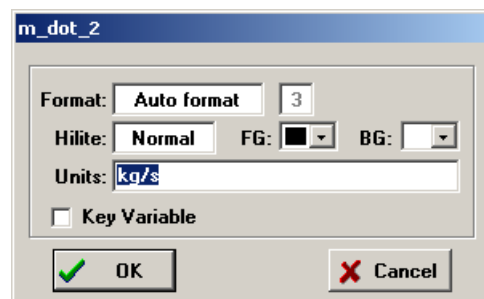 m_dot_2
Format: Auto format 3
Hilite: Normal FG: BG:
Units: kg/s
Key Variable
OK Cancel